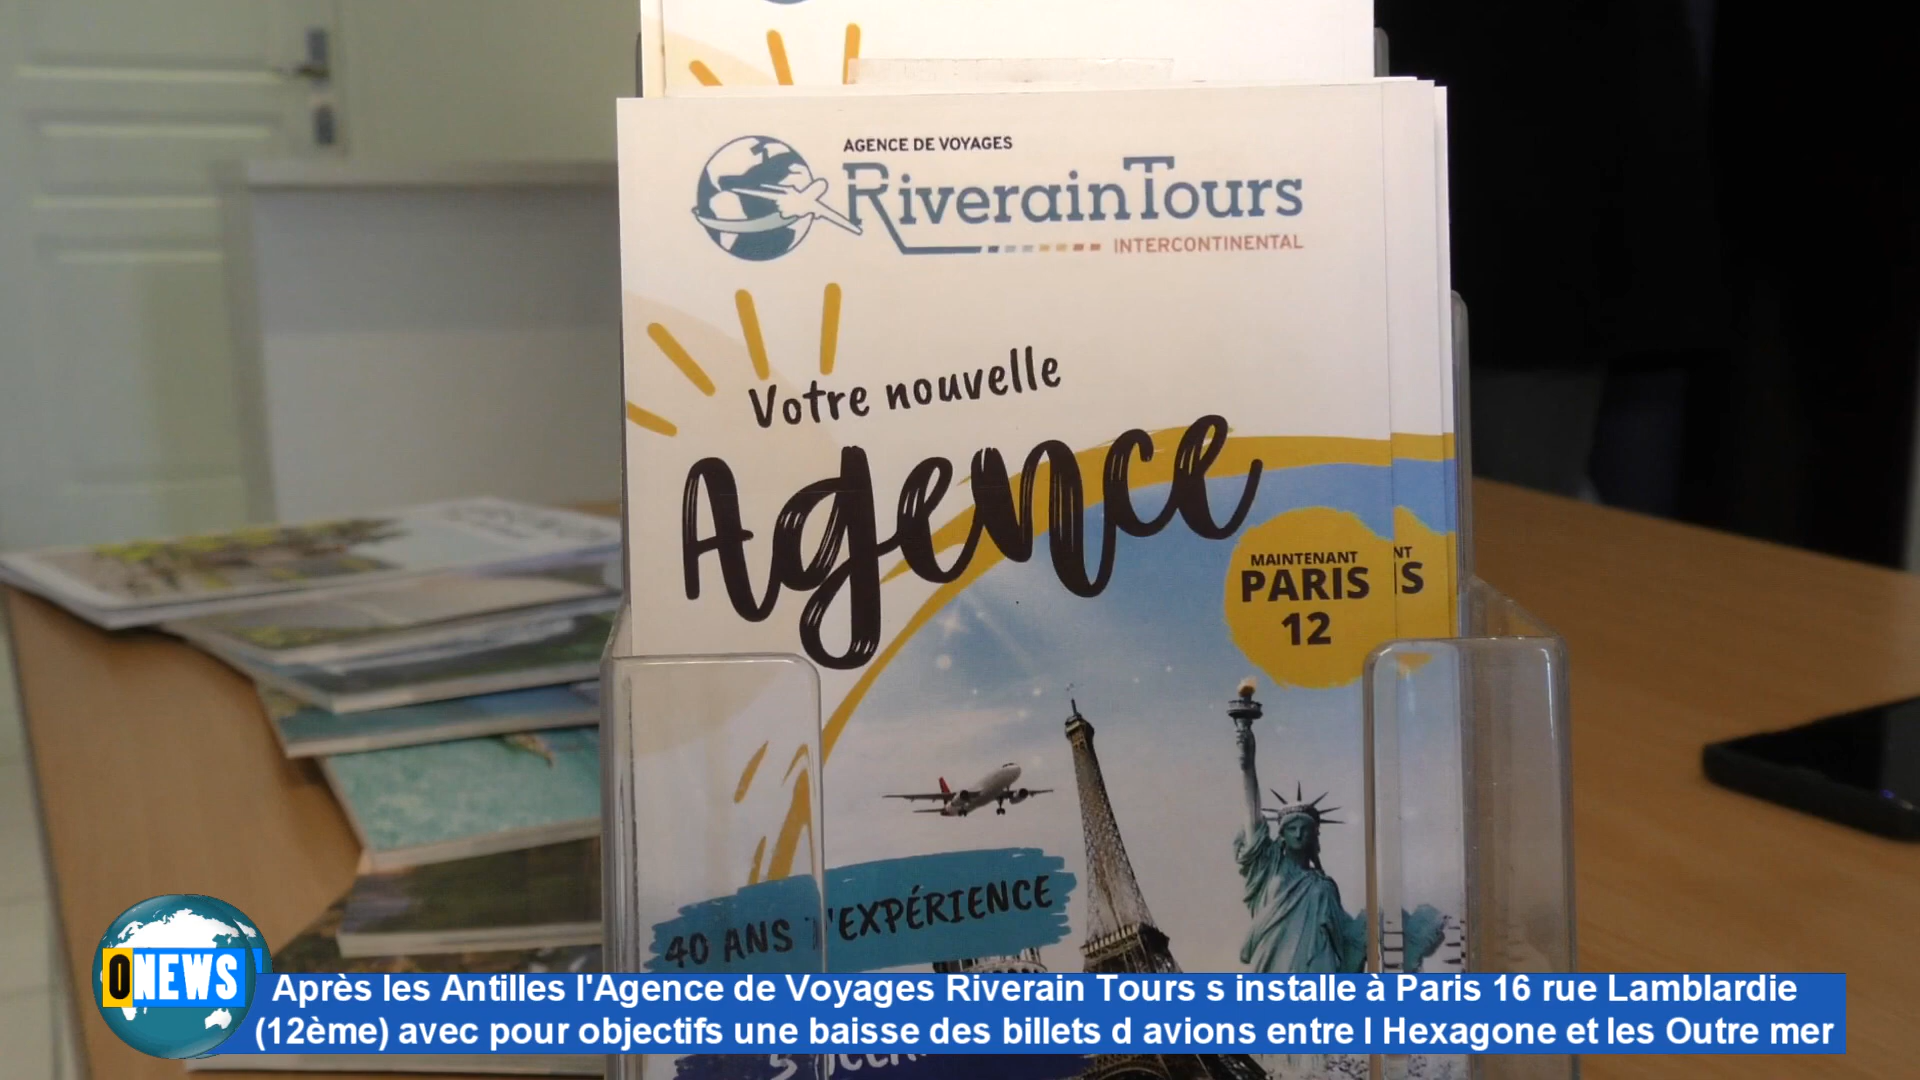 AGENCE DE VOYAGES
RiverainTours
INTERCONTINENTAL
Votre nouvelle
Agence
MAINTENANT
PARIS
12
NT
IS
40 ANS D'EXPÉRIENCE
ONEWS
Après les Antilles l'Agence de Voyages Riverain Tours s installe à Paris 16 rue Lamblardie
(12ème) avec pour objectifs une baisse des billets d avions entre l Hexagone et les Outre mer